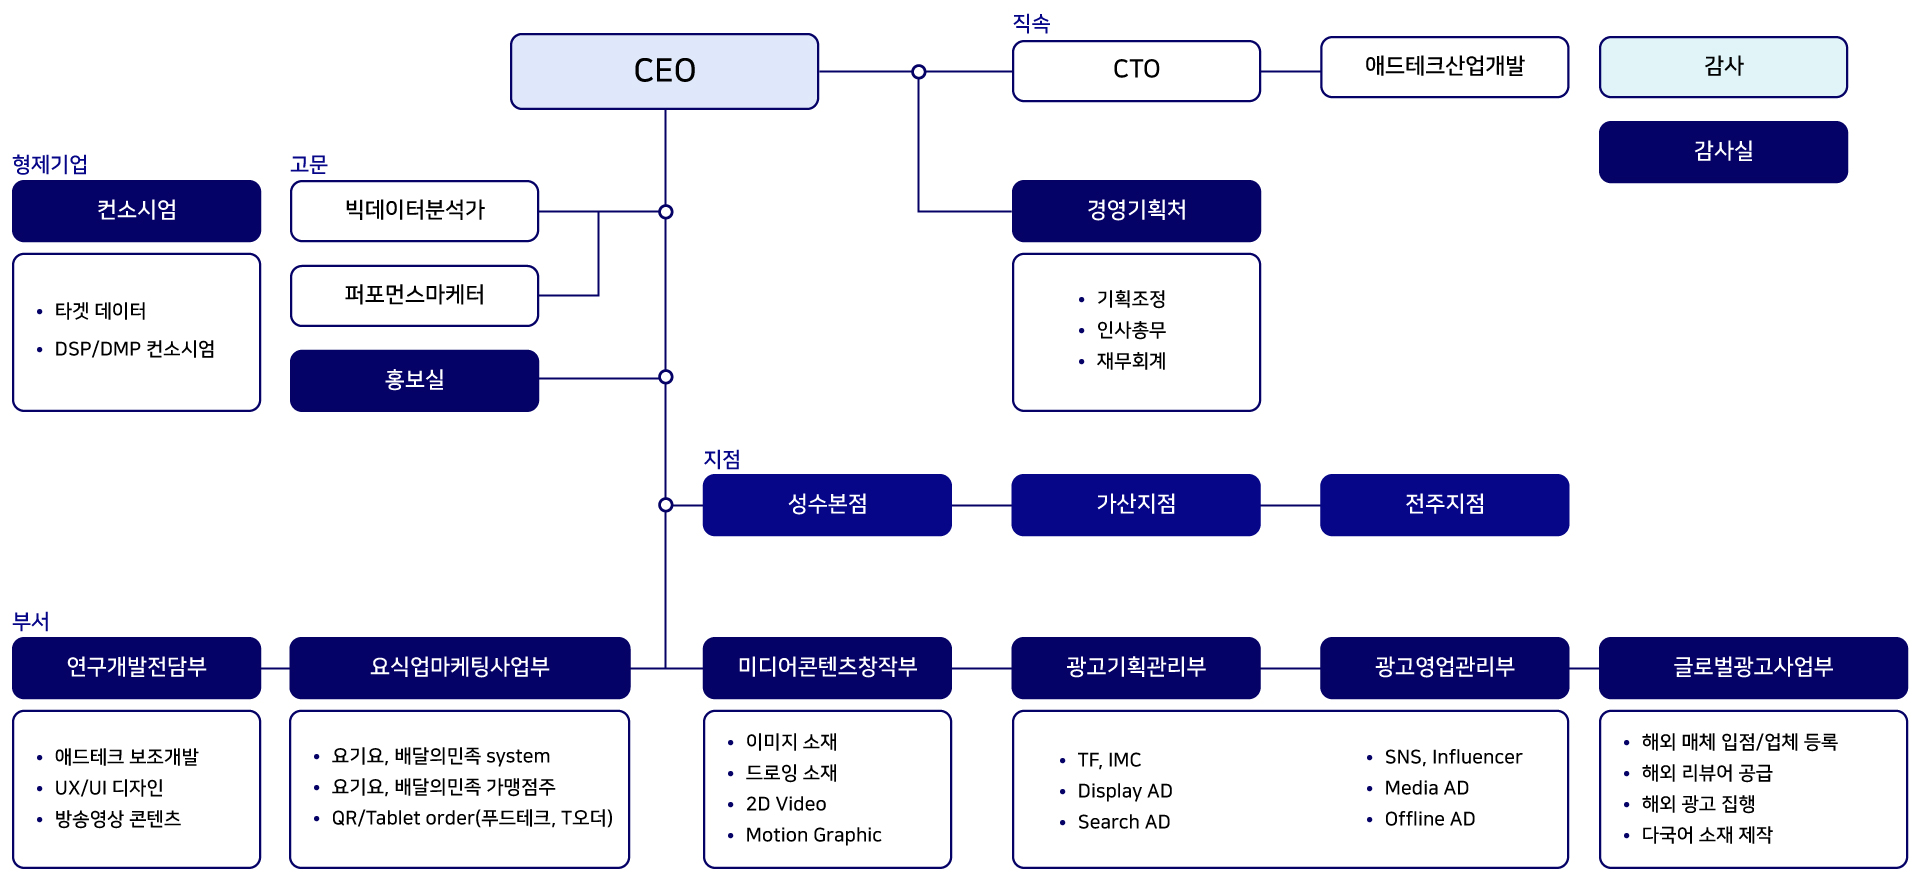 CEO
직속
CTO
애드테크산업개발
감사
감사실
형제기업
컨소시엄
타겟 데이터
DSP/DMP 컨소시엄
고문
빅데이터분석가
퍼포먼스마케터
홍보실
경영기획처
기획조정
인사총무
재무회계
지점
성수본점
가산지점
전주지점
부서
연구개발전담부
애드테크 보조개발
UX/UI 디자인
방송영상 콘텐츠
요식업마케팅사업부
요기요, 배달의민족 system
요기요, 배달의민족 가맹점주
QR/Tablet order(푸드테크, T오더)
미디어콘텐츠창작부
이미지 소재
드로잉 소재
2D Video
Motion Graphic
광고기획관리부
TF, IMC
Display AD
Search AD
광고영업관리부
SNS, Influencer
Media AD
Offline AD
글로벌광고사업부
해외 매체 입점/업체 등록
해외 리뷰어 공급
해외 광고 집행
다국어 소재 제작